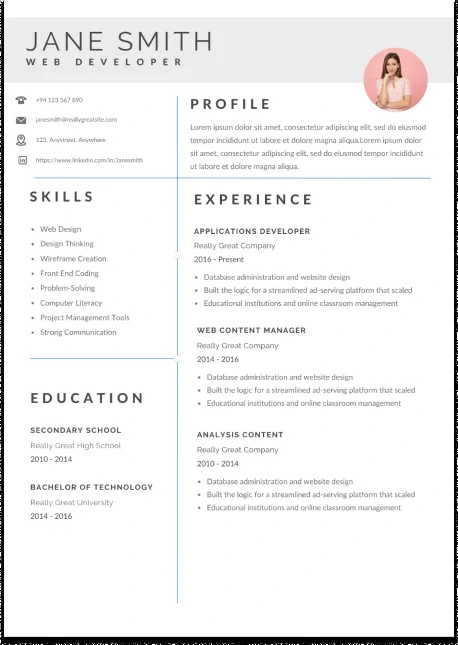 JANE SMITH
WEB DEVELOPER
+94 123 567 890
janesmith@reallygreatsite.com
123, Anystreet, Anywhere
https://www.linkedin.com/in/Janesmith
PROFILE
Lorem ipsum dolor sit amet, consectetur adipiscing elit, sed do eiusmod
tempor incididunt ut labore et dolore magna aliqua.Lorem ipsum dolor
sit amet, consectetur adipiscing elit, sed do eiusmod tempor incididunt
ut labore et dolore magna aliqua.
SKILLS
• Web Design
• Design Thinking
• Wireframe Creation
• Front End Coding
• Problem-Solving
• Computer Literacy
• Project Management Tools
• Strong Communication
EDUCATION
SECONDARY SCHOOL
Really Great High School
2010 - 2014
BACHELOR OF TECHNOLOGY
Really Great University
2014 - 2016
EXPERIENCE
APPLICATIONS DEVELOPER
Really Great Company
2016 - Present
• Database administration and website design
• Built the logic for a streamlined ad-serving platform that scaled
• Educational institutions and online classroom management
WEB CONTENT MANAGER
Really Great Company
2014 - 2016
• Database administration and website design
• Built the logic for a streamlined ad-serving platform that scaled
• Educational institutions and online classroom management
ANALYSIS CONTENT
Really Great Company
2010 - 2014
• Database administration and website design
• Built the logic for a streamlined ad-serving platform that scaled
• Educational institutions and online classroom management